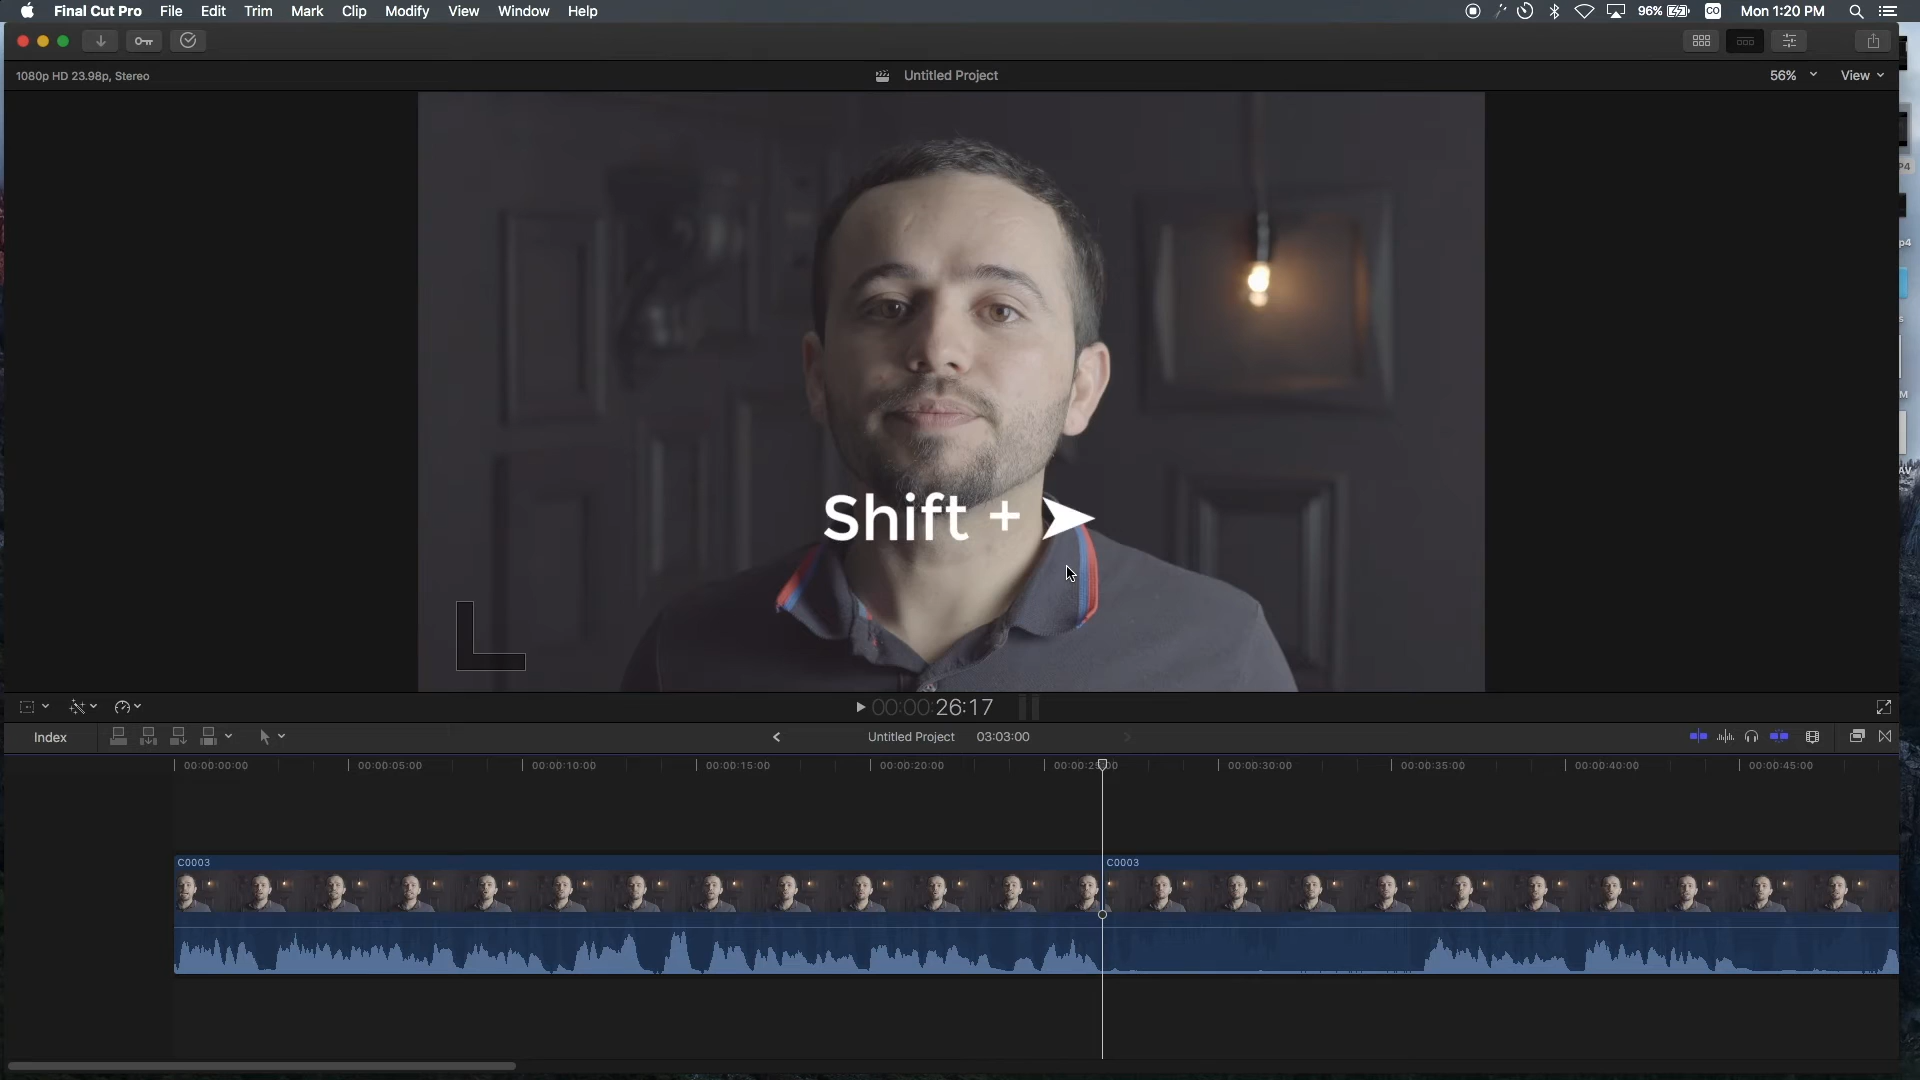 Final Cut Pro File Edit Trim Mark Clip Modify View Window Help 96% Mon 1:20 PM
1080p HD 23.98p, Stereo Untitled Project 56% View
P4
p4
s
M
AV
Shift + ➤
00:00:26:17
Index Untitled Project 03:03:00
00:00:00:00 00:00:05:00 00:00:10:00 00:00:15:00 00:00:20:00 00:00:30:00 00:00:35:00 00:00:40:00 00:00:45:00
C0003 C0003